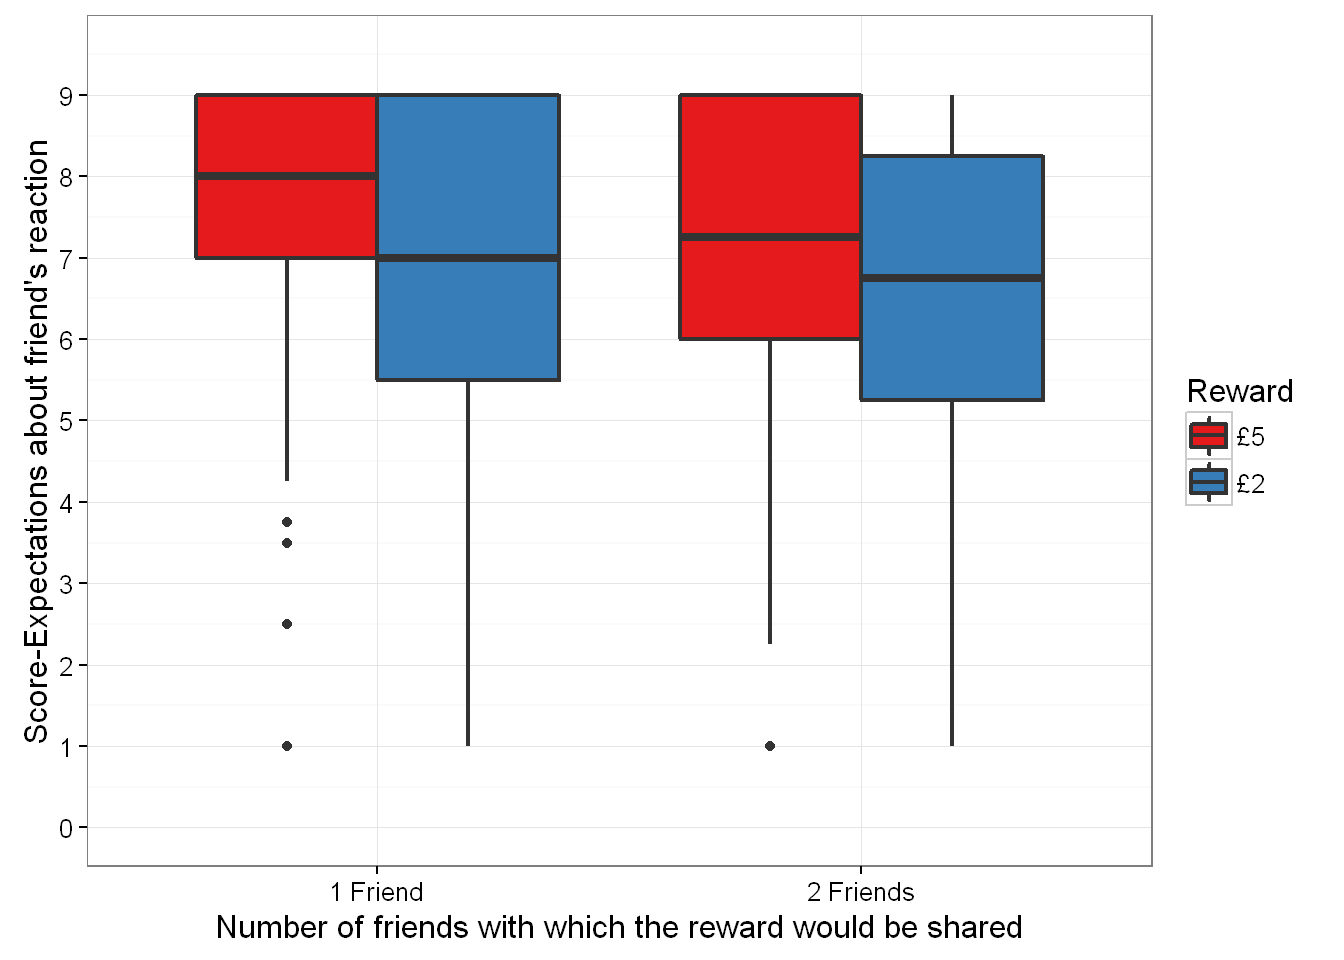 Score-Expectations about friend's reaction
9
8
7
6
5
4
3
2
1
0
1 Friend
2 Friends
Number of friends with which the reward would be shared
Reward
£5
£2